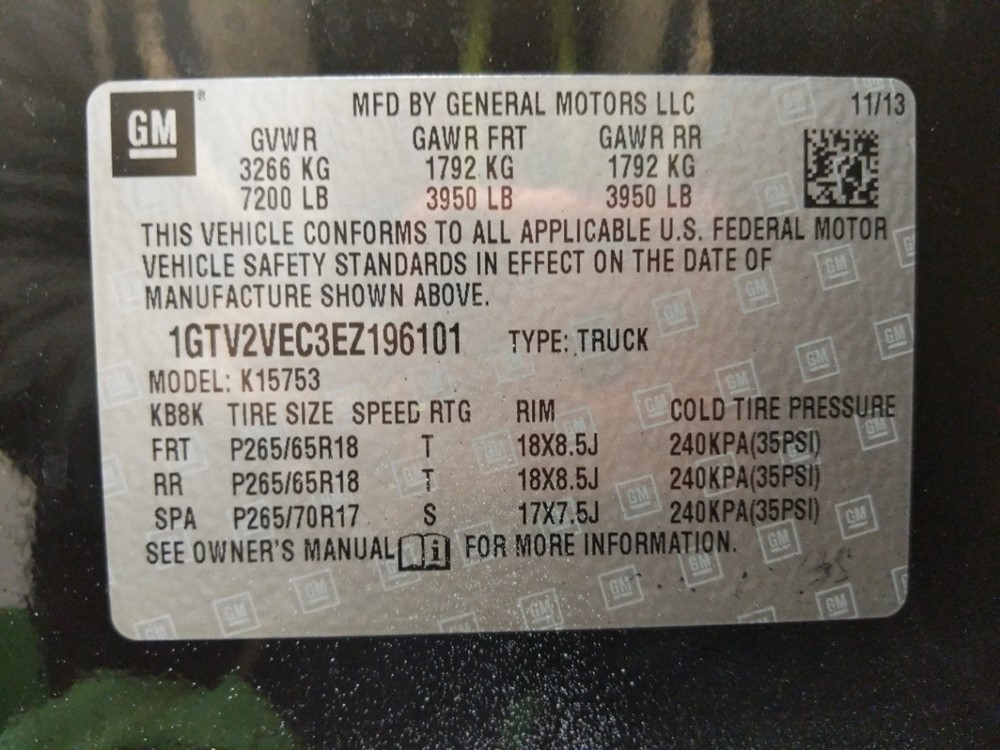 GM ® MFD BY GENERAL MOTORS LLC 11/13
GVWR GAWR FRT GAWR RR
3266 KG 1792 KG 1792 KG
7200 LB 3950 LB 3950 LB
THIS VEHICLE CONFORMS TO ALL APPLICABLE U.S. FEDERAL MOTOR
VEHICLE SAFETY STANDARDS IN EFFECT ON THE DATE OF
MANUFACTURE SHOWN ABOVE.
1GTV2VEC3EZ196101 TYPE: TRUCK
MODEL: K15753
KB8K TIRE SIZE SPEED RTG RIM COLD TIRE PRESSURE
FRT P265/65R18 T 18X8.5J 240KPA(35PSI)
RR P265/65R18 T 18X8.5J 240KPA(35PSI)
SPA P265/70R17 S 17X7.5J 240KPA(35PSI)
SEE OWNER'S MANUAL i FOR MORE INFORMATION.